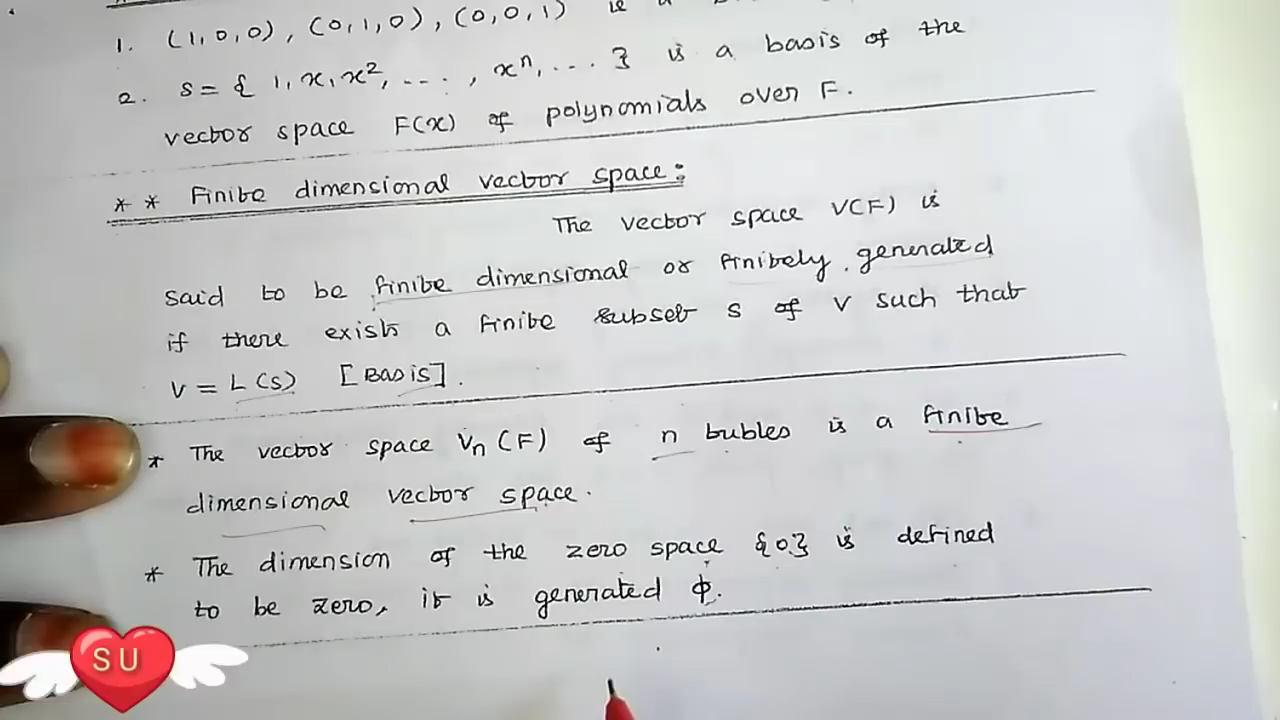 1. (1,0,0), (0,1,0), (0,0,1) is a
2. S = { 1, x, x², ...., xⁿ, ... } is a basis of the
vector space F(x) of polynomials over F.
** Finite dimensional vector space:
The vector space V(F) is
said to be finite dimensional or finitely generated
if there exists a finite subset S of V such that
V = L(S) [Basis].
* The vector space Vn(F) of n tubles is a finite
dimensional vector space.
* The dimension of the zero space {0} is defined
to be zero, it is generated ϕ.
SU